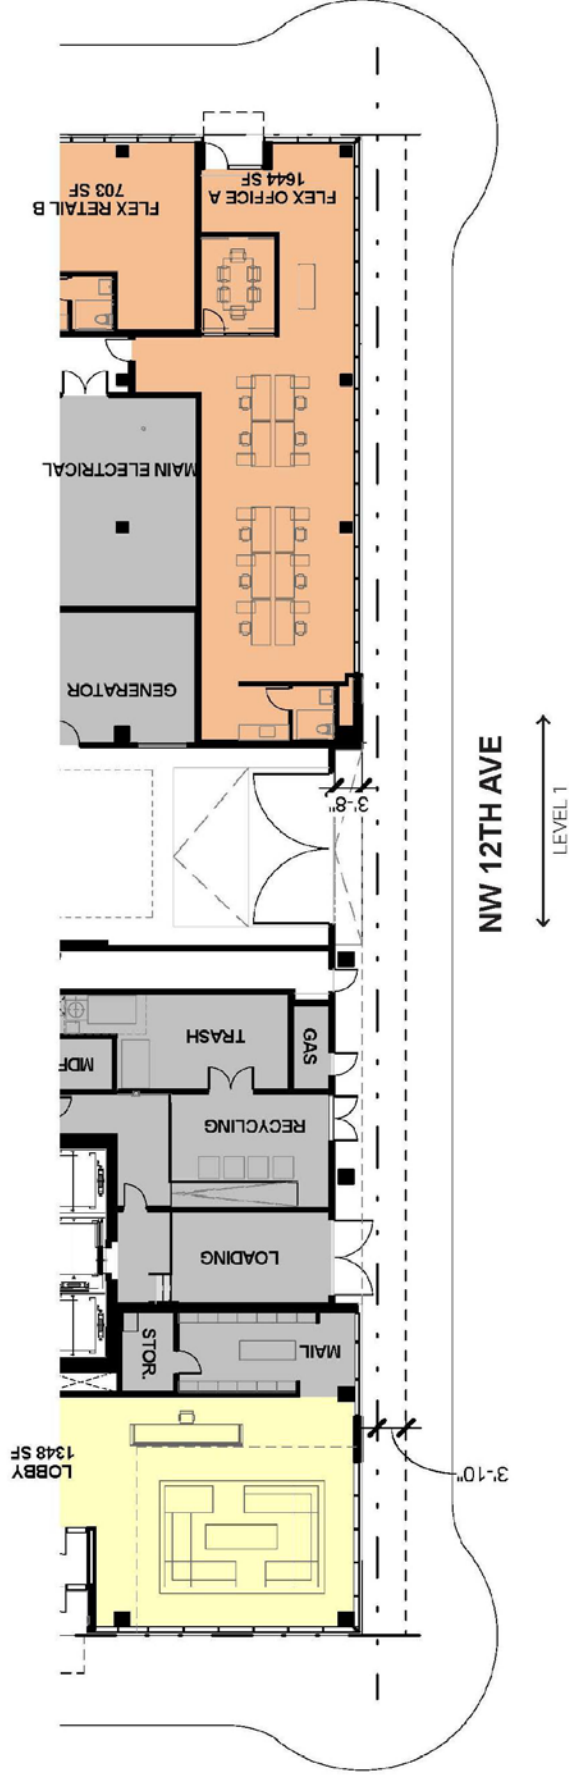 FLEX RETAIL B
703 SF
FLEX OFFICE A
1644 SF
MAIN ELECTRICAL
GENERATOR
3'-8"
NW 12TH AVE
LEVEL 1
TRASH
GAS
MDF
RECYCLING
LOADING
STOR.
MAIL
LOBBY
1348 SF
3'-10"